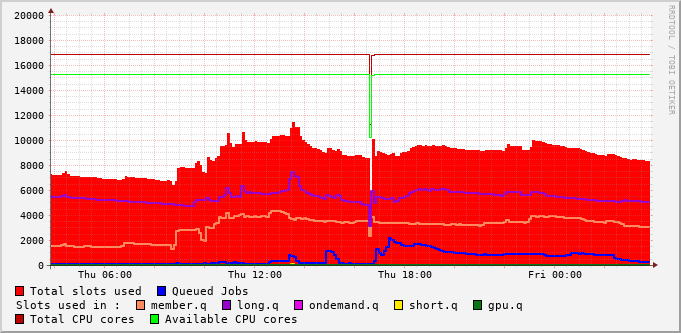 20000
18000
16000
14000
12000
10000
8000
6000
4000
2000
0
Thu 06:00 Thu 12:00 Thu 18:00 Fri 00:00
RRDTOOL / TOBI OETIKER
Total slots used Queued Jobs
Slots used in : member.q long.q ondemand.q short.q gpu.q
Total CPU cores Available CPU cores